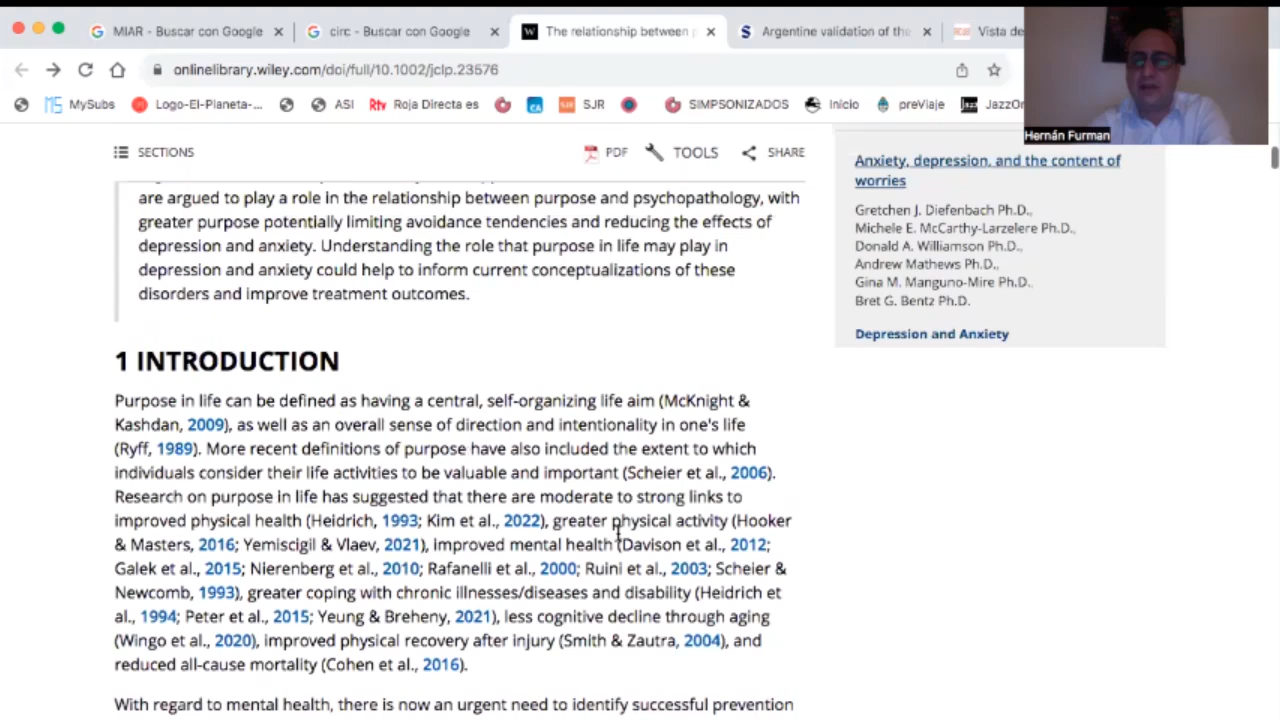 MIAR - Buscar con Google
circ - Buscar con Google
The relationship between
Argentine validation of the
Vista de
onlinelibrary.wiley.com/doi/full/10.1002/jclp.23576
MySubs
Logo-El-Planeta-...
ASI
Roja Directa es
SJR
SIMPSONIZADOS
Inicio
preViaje
Hernán Furman
SECTIONS
PDF
TOOLS
SHARE
are argued to play a role in the relationship between purpose and psychopathology, with
greater purpose potentially limiting avoidance tendencies and reducing the effects of
depression and anxiety. Understanding the role that purpose in life may play in
depression and anxiety could help to inform current conceptualizations of these
disorders and improve treatment outcomes.
1 INTRODUCTION
Purpose in life can be defined as having a central, self-organizing life aim (McKnight &
Kashdan, 2009), as well as an overall sense of direction and intentionality in one's life
(Ryff, 1989). More recent definitions of purpose have also included the extent to which
individuals consider their life activities to be valuable and important (Scheier et al., 2006).
Research on purpose in life has suggested that there are moderate to strong links to
improved physical health (Heidrich, 1993; Kim et al., 2022), greater physical activity (Hooker
& Masters, 2016; Yemiscigil & Vlaev, 2021), improved mental health (Davison et al., 2012;
Galek et al., 2015; Nierenberg et al., 2010; Rafanelli et al., 2000; Ruini et al., 2003; Scheier &
Newcomb, 1993), greater coping with chronic illnesses/diseases and disability (Heidrich et
al., 1994; Peter et al., 2015; Yeung & Breheny, 2021), less cognitive decline through aging
(Wingo et al., 2020), improved physical recovery after injury (Smith & Zautra, 2004), and
reduced all-cause mortality (Cohen et al., 2016).
With regard to mental health, there is now an urgent need to identify successful prevention
Anxiety, depression, and the content of
worries
Gretchen J. Diefenbach Ph.D.,
Michele E. McCarthy-Larzelere Ph.D.,
Donald A. Williamson Ph.D.,
Andrew Mathews Ph.D.,
Gina M. Manguno-Mire Ph.D.,
Bret G. Bentz Ph.D.
Depression and Anxiety